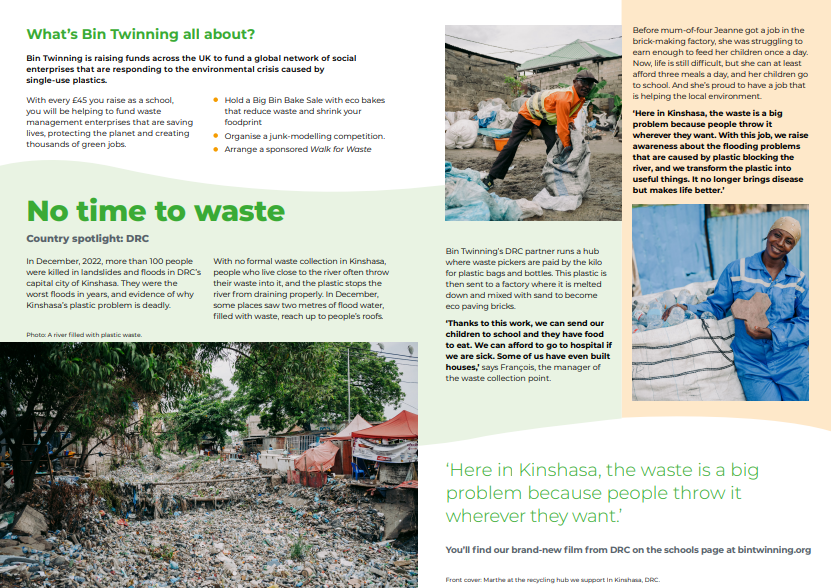 What's Bin Twinning all about?
Bin Twinning is raising funds across the UK to fund a global network of social
enterprises that are responding to the environmental crisis caused by
single-use plastics.
With every £45 you raise as a school,
you will be helping to fund waste
management enterprises that are saving
lives, protecting the planet and creating
thousands of green jobs.
Hold a Big Bin Bake Sale with eco bakes
that reduce waste and shrink your
foodprint
Organise a junk-modelling competition.
Arrange a sponsored Walk for Waste
No time to waste
Country spotlight: DRC
In December, 2022, more than 100 people
were killed in landslides and floods in DRC's
capital city of Kinshasa. They were the
worst floods in years, and evidence of why
Kinshasa's plastic problem is deadly.
With no formal waste collection in Kinshasa,
people who live close to the river often throw
their waste into it, and the plastic stops the
river from draining properly. In December,
some places saw two metres of flood water,
filled with waste, reach up to people's roofs.
Photo: A river filled with plastic waste.
Bin Twinning's DRC partner runs a hub
where waste pickers are paid by the kilo
for plastic bags and bottles. This plastic is
then sent to a factory where it is melted
down and mixed with sand to become
eco paving bricks.
'Thanks to this work, we can send our
children to school and they have food
to eat. We can afford to go to hospital if
we are sick. Some of us have even built
houses,' says François, the manager of
the waste collection point.
Before mum-of-four Jeanne got a job in the
brick-making factory, she was struggling to
earn enough to feed her children once a day.
Now, life is still difficult, but she can at least
afford three meals a day, and her children go
to school. And she's proud to have a job that
is helping the local environment.
'Here in Kinshasa, the waste is a big
problem because people throw it
wherever they want. With this job, we raise
awareness about the flooding problems
that are caused by plastic blocking the
river, and we transform the plastic into
useful things. It no longer brings disease
but makes life better.'
'Here in Kinshasa, the waste is a big
problem because people throw it
wherever they want.'
You'll find our brand-new film from DRC on the schools page at bintwinning.org
Front cover: Marthe at the recycling hub we support in Kinshasa, DRC.